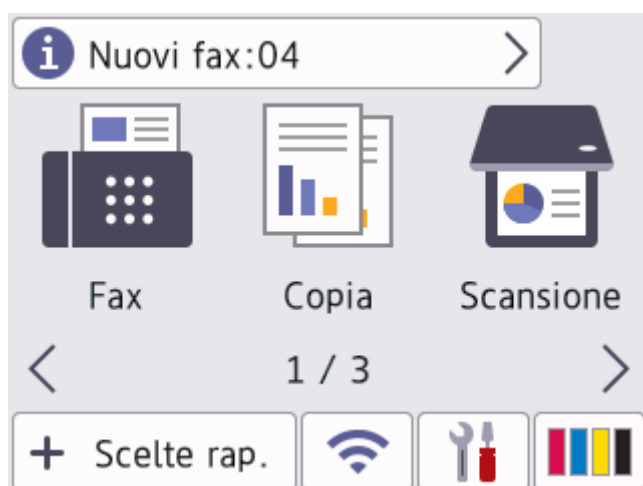 Nuovi fax:04
Fax
Copia
Scansione
1 / 3
Scelte rap.